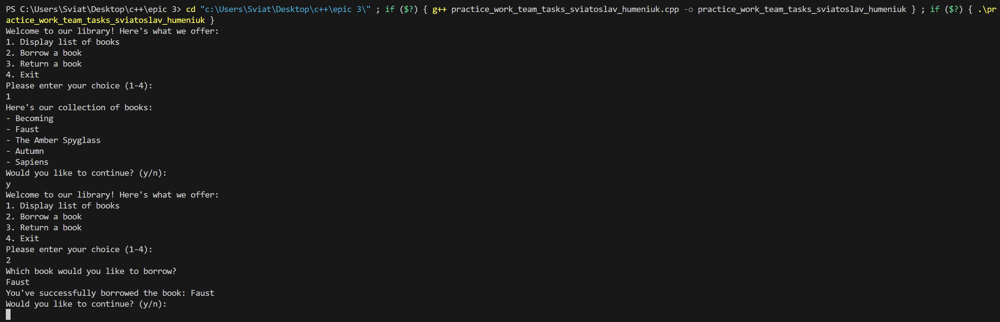 PS C:\Users\Sviat\Desktop\c++\epic 3> cd "c:\Users\Sviat\Desktop\c++\epic 3\" ; if ($?) { g++ practice_work_team_tasks_sviatoslav_humeniuk.cpp -o practice_work_team_tasks_sviatoslav_humeniuk } ; if ($?) { .\pr
actice_work_team_tasks_sviatoslav_humeniuk }
Welcome to our library! Here's what we offer:
1. Display list of books
2. Borrow a book
3. Return a book
4. Exit
Please enter your choice (1-4):
1
Here's our collection of books:
- Becoming
- Faust
- The Amber Spyglass
- Autumn
- Sapiens
Would you like to continue? (y/n):
y
Welcome to our library! Here's what we offer:
1. Display list of books
2. Borrow a book
3. Return a book
4. Exit
Please enter your choice (1-4):
2
Which book would you like to borrow?
Faust
You've successfully borrowed the book: Faust
Would you like to continue? (y/n):